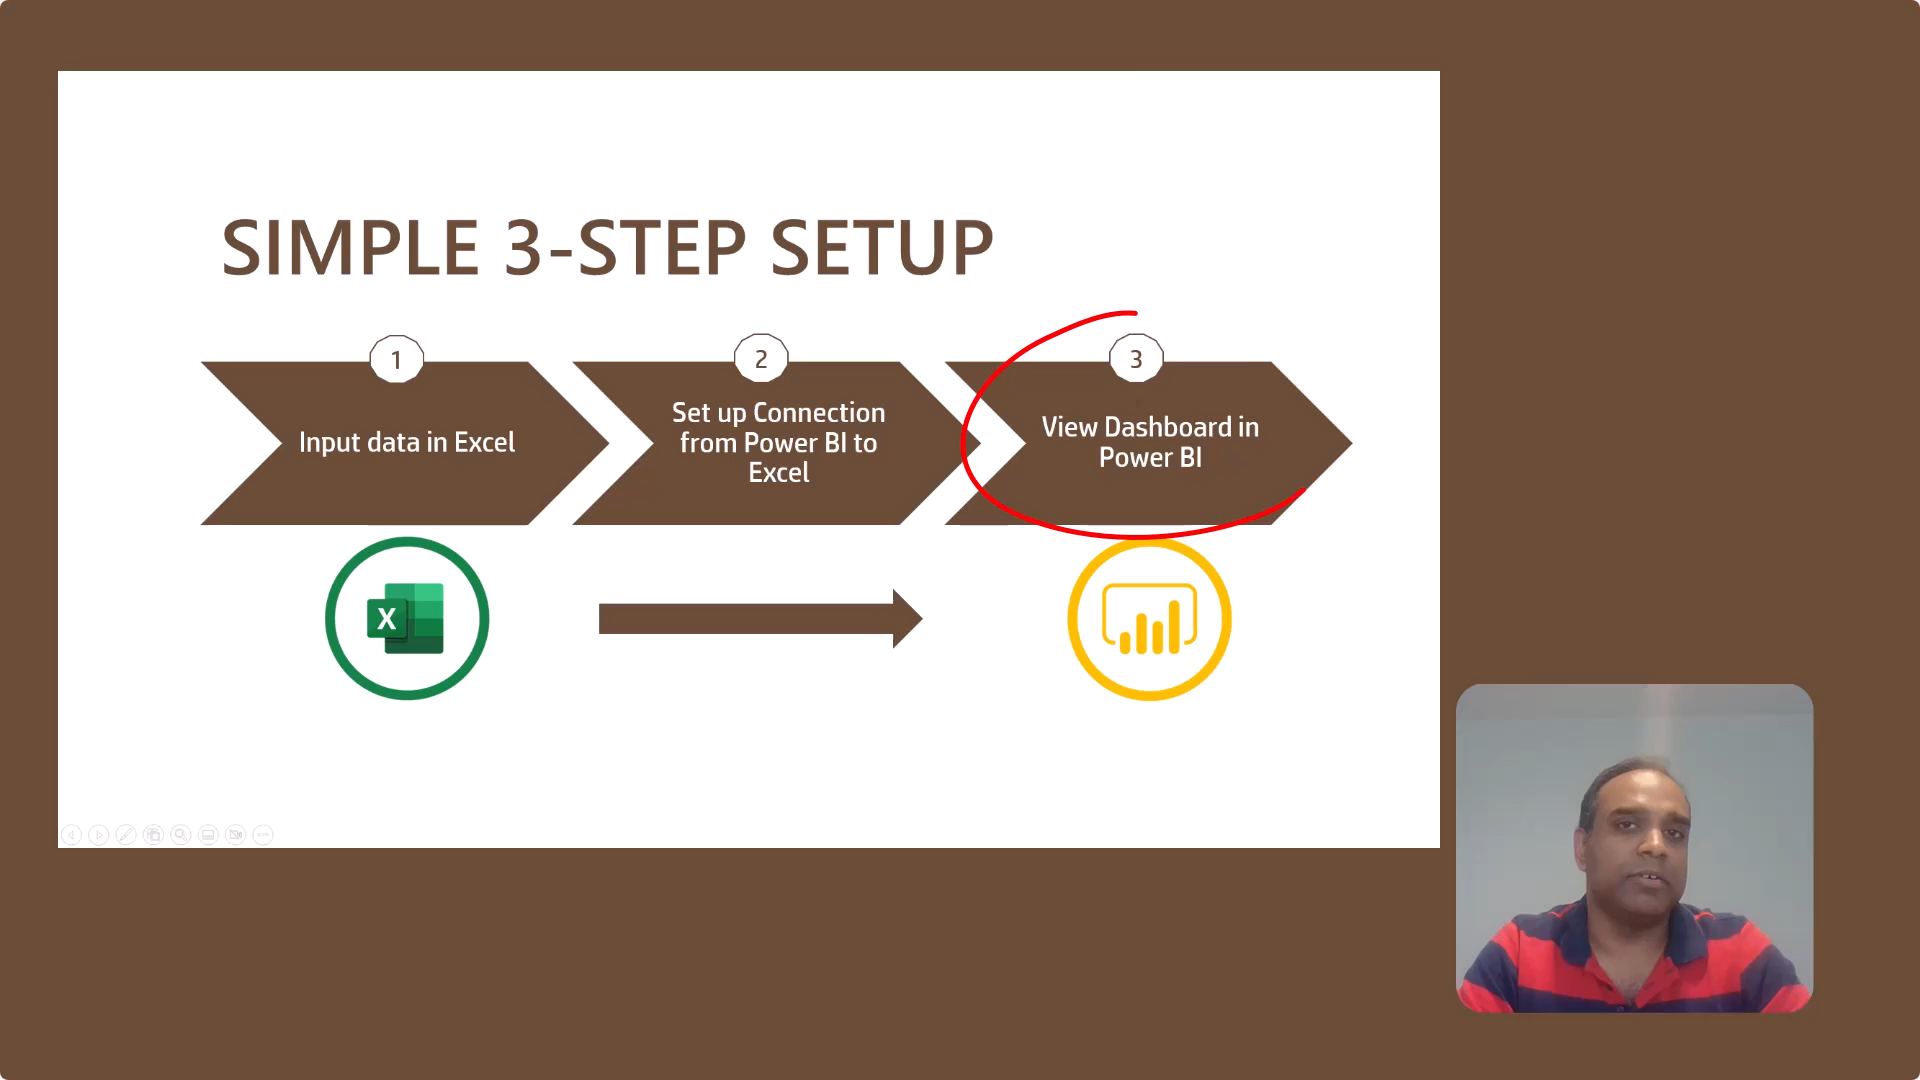 SIMPLE 3-STEP SETUP
1
Input data in Excel
2
Set up Connection
from Power BI to
Excel
3
View Dashboard in
Power BI
X